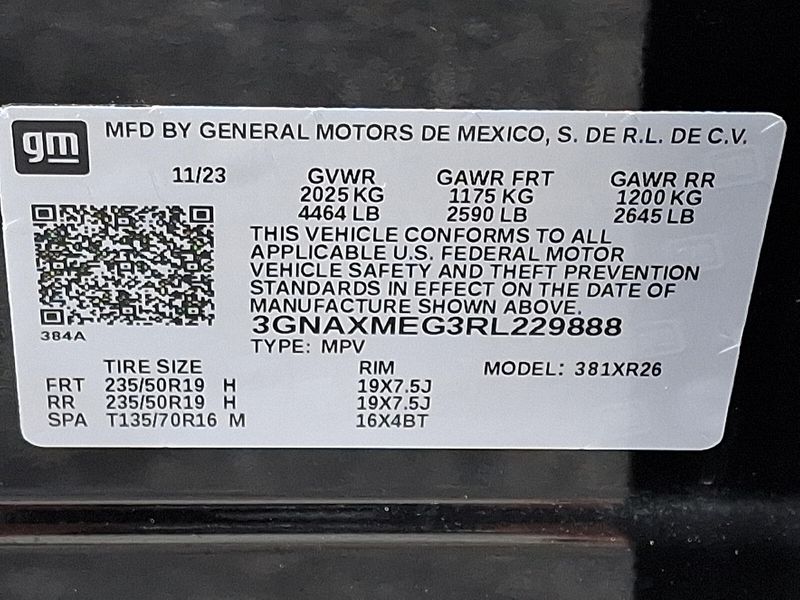 gm MFD BY GENERAL MOTORS DE MEXICO, S. DE R.L. DE C.V.
11/23 GVWR GAWR FRT GAWR RR
2025 KG 1175 KG 1200 KG
4464 LB 2590 LB 2645 LB
THIS VEHICLE CONFORMS TO ALL
APPLICABLE U.S. FEDERAL MOTOR
VEHICLE SAFETY AND THEFT PREVENTION
STANDARDS IN EFFECT ON THE DATE OF
MANUFACTURE SHOWN ABOVE.
3GNAXMEG3RL229888
384A
TYPE: MPV
TIRE SIZE RIM MODEL: 381XR26
FRT 235/50R19 H 19X7.5J
RR 235/50R19 H 19X7.5J
SPA T135/70R16 M 16X4BT